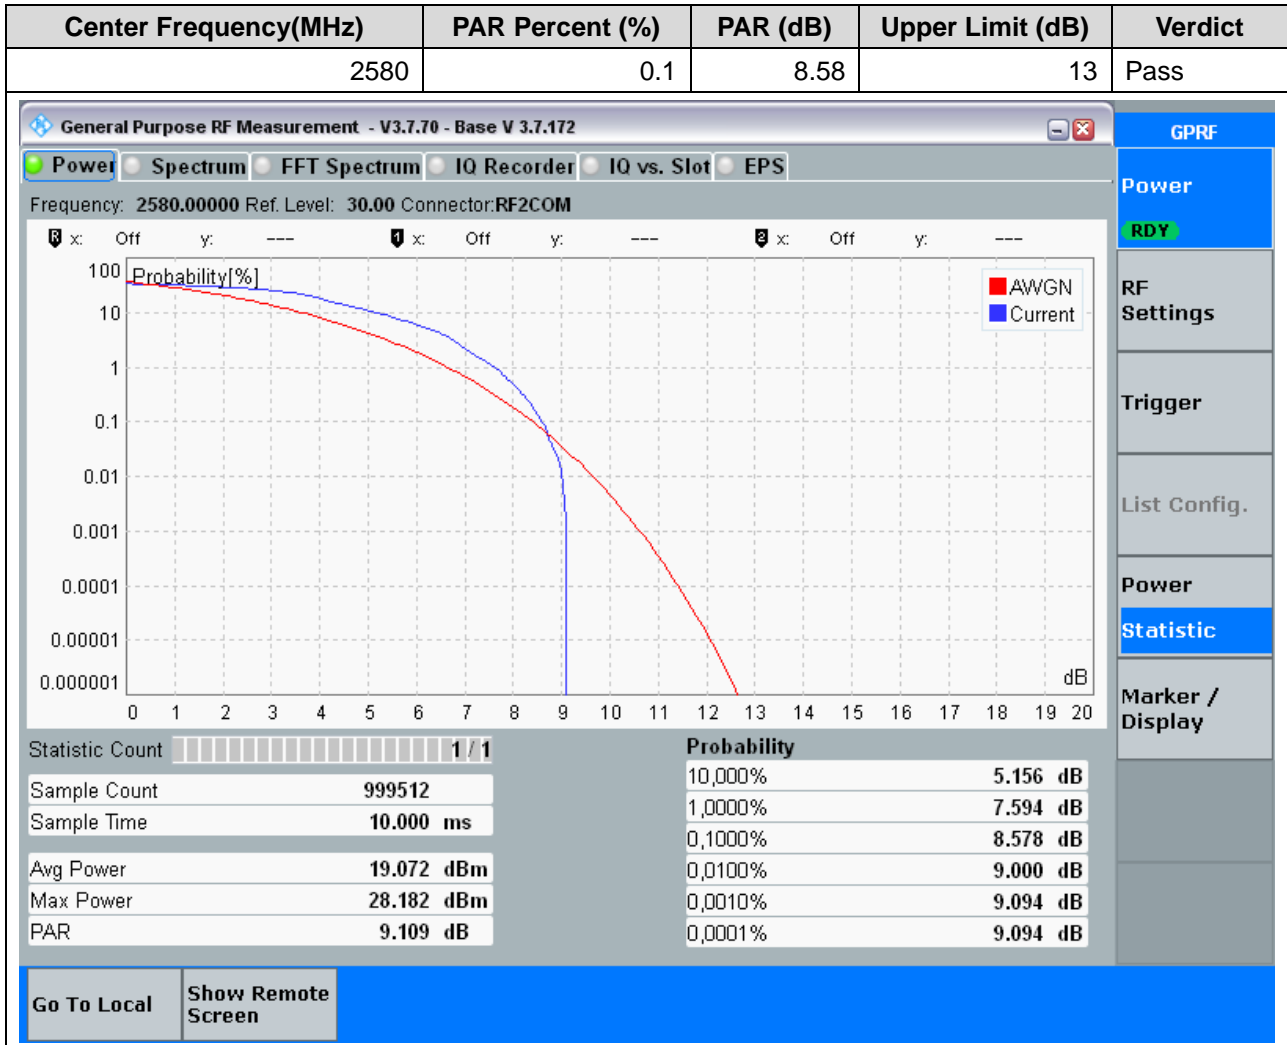 Center Frequency(MHz) PAR Percent (%) PAR (dB) Upper Limit (dB) Verdict
2580 0.1 8.58 13 Pass
General Purpose RF Measurement - V3.7.70 - Base V 3.7.172
GPRF
Power Spectrum FFT Spectrum IQ Recorder IQ vs. Slot EPS
Power
RDY
Frequency: 2580.00000 Ref. Level: 30.00 Connector:RF2COM
R x: Off y: --- 1 x: Off y: --- 2 x: Off y: ---
Probability[%]
AWGN
Current
100
10
1
0.1
0.01
0.001
0.0001
0.00001
0.000001
dB
0 1 2 3 4 5 6 7 8 9 10 11 12 13 14 15 16 17 18 19 20
RF
Settings
Trigger
List Config.
Power
Statistic
Marker /
Display
Statistic Count 1 / 1
Sample Count 999512
Sample Time 10.000 ms
Avg Power 19.072 dBm
Max Power 28.182 dBm
PAR 9.109 dB
Probability
10,000% 5.156 dB
1,0000% 7.594 dB
0,1000% 8.578 dB
0,0100% 9.000 dB
0,0010% 9.094 dB
0,0001% 9.094 dB
Go To Local
Show Remote
Screen